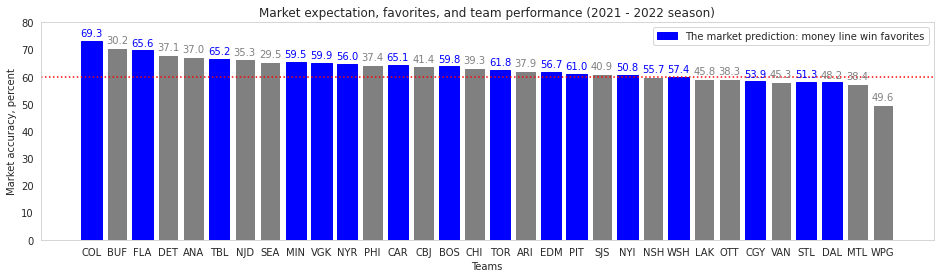 Market expectation, favorites, and team performance (2021 - 2022 season)
The market prediction: money line win favorites
Market accuracy, percent
80
70
60
50
40
30
20
10
0
69.3 30.2 65.6 37.1 37.0 65.2 35.3 29.5 59.5 59.9 56.0 37.4 65.1 41.4 59.8 39.3 61.8 37.9 56.7 61.0 40.9 50.8 55.7 57.4 45.8 38.3 53.9 45.3 51.3 48.2 38.4 49.6
COL BUF FLA DET ANA TBL NJD SEA MIN VGK NYR PHI CAR CBJ BOS CHI TOR ARI EDM PIT SJS NYI NSH WSH LAK OTT CGY VAN STL DAL MTL WPG
Teams